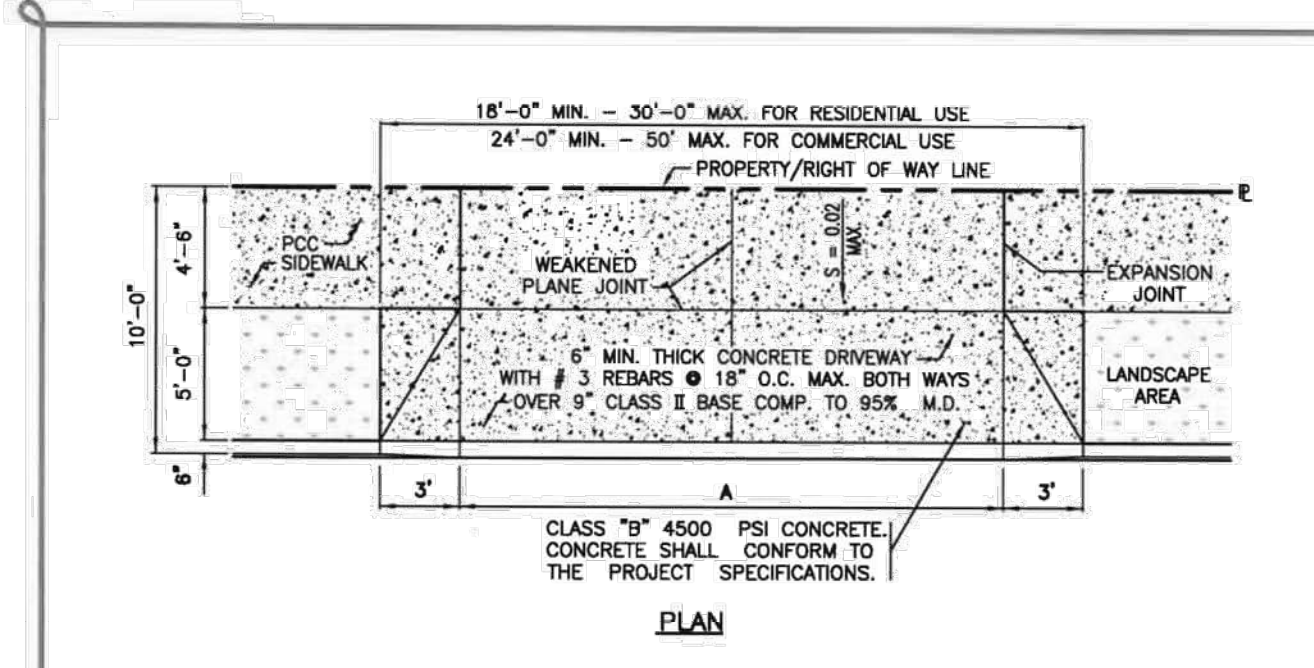 18'-0" MIN. - 30'-0" MAX. FOR RESIDENTIAL USE
24'-0" MIN. - 50' MAX. FOR COMMERCIAL USE
PROPERTY/RIGHT OF WAY LINE
PL
4'-6"
PCC
SIDEWALK
WEAKENED
PLANE JOINT
S = 0.02
MAX.
EXPANSION
JOINT
10'-0"
5'-0"
6" MIN. THICK CONCRETE DRIVEWAY
WITH # 3 REBARS @ 18" O.C. MAX. BOTH WAYS
OVER 9" CLASS II BASE COMP. TO 95% M.D.
LANDSCAPE
AREA
6"
3'
A
3'
CLASS "B" 4500 PSI CONCRETE.
CONCRETE SHALL CONFORM TO
THE PROJECT SPECIFICATIONS.
PLAN